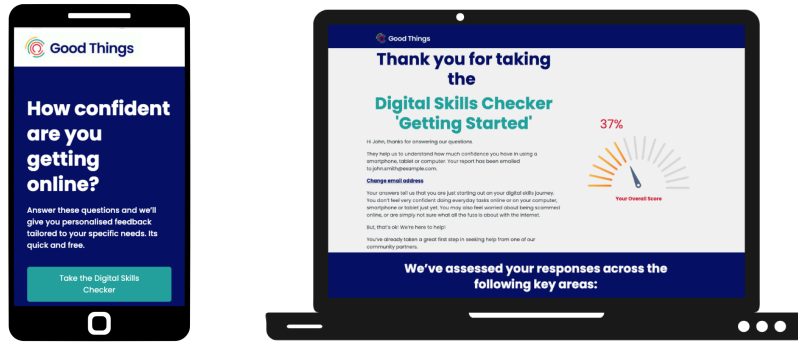 Good Things
How confident
are you
getting
online?
Answer these questions and we'll
give you personalised feedback
tailored to your specific needs. Its
quick and free.
Take the Digital Skills
Checker
Good Things
Thank you for taking
the
Digital Skills Checker
'Getting Started'
Hi John, thanks for answering our questions.
They help us to understand how much confidence you have in using a
smartphone, tablet or computer. Your report has been emailed
to john.smith@example.com.
Change email address
Your answers tell us that you are just starting out on your digital skills journey.
You don't feel very confident doing everyday tasks online or on your computer,
smartphone or tablet just yet. You may also feel worried about being scammed
online, or are simply not sure what all the fuss is about with the internet.
But, that's ok! We're here to help!
You've already taken a great first step in seeking help from one of our
community partners.
37%
Your Overall Score
We've assessed your responses across the
following key areas: